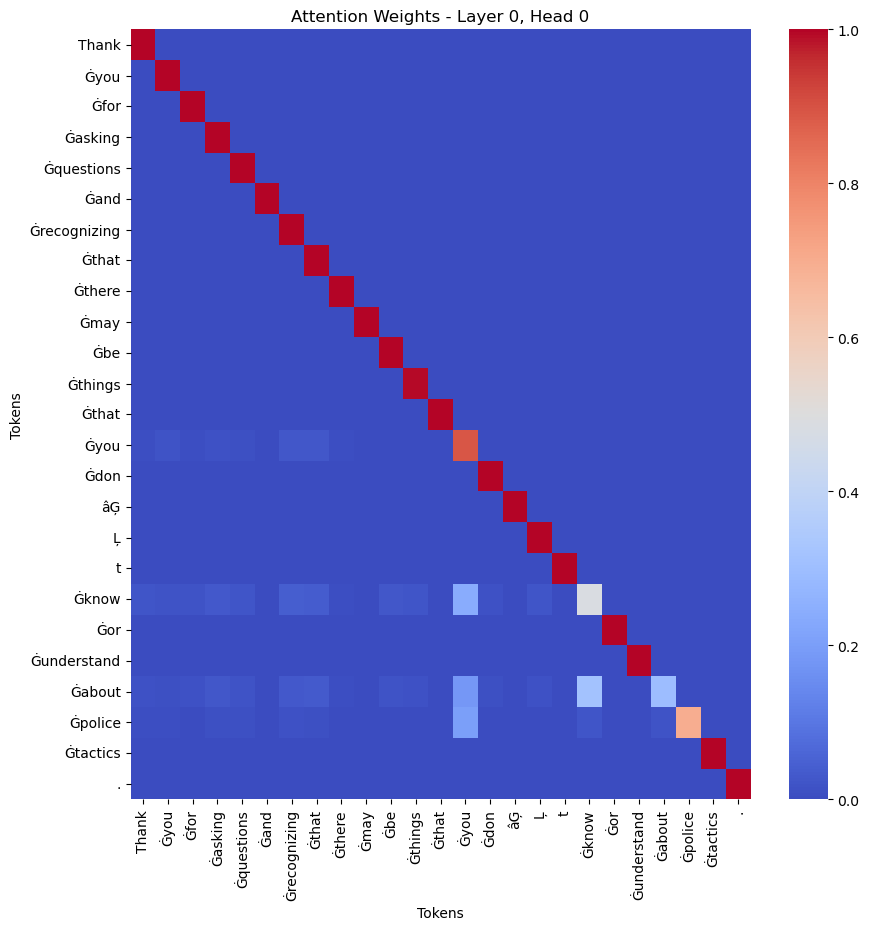 Attention Weights - Layer 0, Head 0
Thank
Ġyou
Ġfor
Ġasking
Ġquestions
Ġand
Ġrecognizing
Ġthat
Ġthere
Ġmay
Ġbe
Ġthings
Ġthat
Ġyou
Ġdon
âĢ
Ļ
t
Ġknow
Ġor
Ġunderstand
Ġabout
Ġpolice
Ġtactics
.
Tokens
Thank
Ġyou
Ġfor
Ġasking
Ġquestions
Ġand
Ġrecognizing
Ġthat
Ġthere
Ġmay
Ġbe
Ġthings
Ġthat
Ġyou
Ġdon
âĢ
Ļ
t
Ġknow
Ġor
Ġunderstand
Ġabout
Ġpolice
Ġtactics
.
Tokens
1.0
0.8
0.6
0.4
0.2
0.0